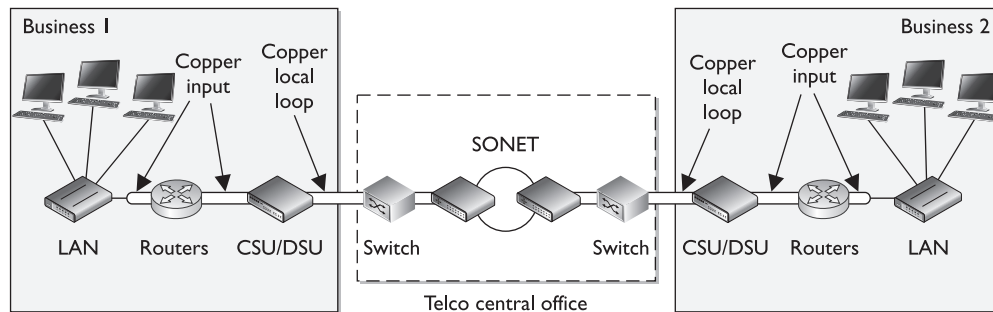 Business 1
Copper
input
Copper
local
loop
LAN
Routers
CSU/DSU
SONET
Switch
Switch
Telco central office
Business 2
Copper
local
loop
Copper
input
CSU/DSU
Routers
LAN